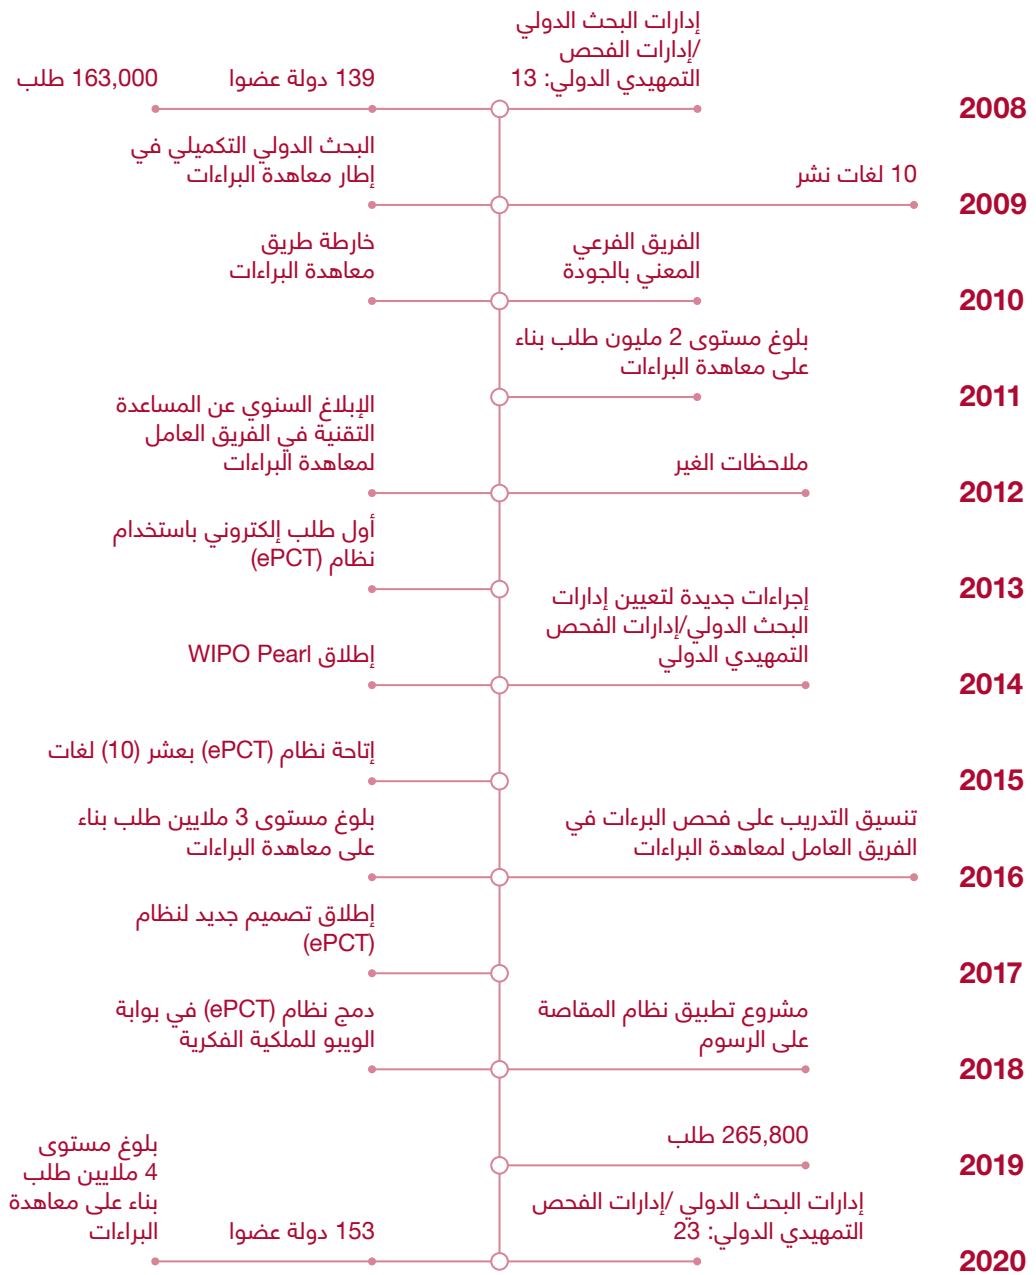 2008
إدارات البحث الدولي
/إدارات الفحص
التمهيدي الدولي: 13
139 دولة عضوا
163,000 طلب
2009
10 لغات نشر
البحث الدولي التكميلي في
إطار معاهدة البراءات
2010
الفريق الفرعي
المعني بالجودة
خارطة طريق
معاهدة البراءات
2011
بلوغ مستوى 2 مليون طلب بناء
على معاهدة البراءات
2012
ملاحظات الغير
الإبلاغ السنوي عن المساعدة
التقنية في الفريق العامل
لمعاهدة البراءات
2013
أول طلب إلكتروني باستخدام
نظام (ePCT)
2014
إجراءات جديدة لتعيين إدارات
البحث الدولي/إدارات الفحص
التمهيدي الدولي
إطلاق WIPO Pearl
2015
إتاحة نظام (ePCT) بعشر (10) لغات
2016
تنسيق التدريب على فحص البرءات في
الفريق العامل لمعاهدة البراءات
بلوغ مستوى 3 ملايين طلب بناء
على معاهدة البراءات
2017
إطلاق تصميم جديد لنظام
(ePCT)
2018
مشروع تطبيق نظام المقاصة
على الرسوم
دمج نظام (ePCT) في بوابة
الويبو للملكية الفكرية
2019
265,800 طلب
2020
إدارات البحث الدولي /إدارات الفحص
التمهيدي الدولي: 23
153 دولة عضوا
بلوغ مستوى
4 ملايين طلب
بناء على معاهدة
البراءات